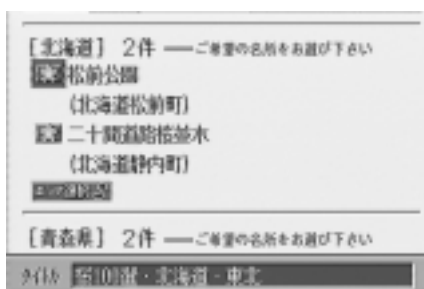 [北海道] 2件 ――ご希望の名所をお選び下さい
松前公園
(北海道松前町)
二十間道路桜並木
(北海道静内町)
[青森県] 2件 ――ご希望の名所をお選び下さい
タイトル 桜100選・北海道・東北